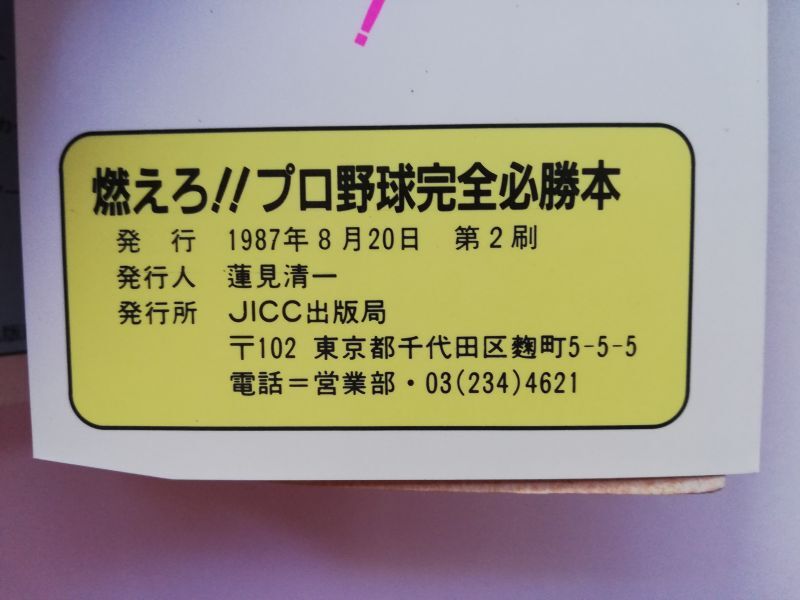 ！
燃えろ!!プロ野球完全必勝本
発　行　1987年8月20日　第2刷
発行人　蓮見清一
発行所　JICC出版局
〒102 東京都千代田区麴町5-5-5
電話＝営業部・03(234)4621